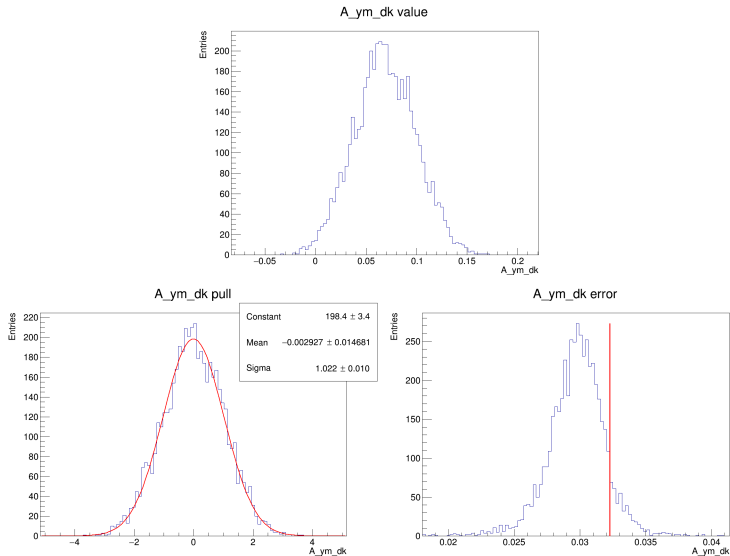 A_ym_dk value
Entries
200
180
160
140
120
100
80
60
40
20
0
−0.05 0 0.05 0.1 0.15 0.2
A_ym_dk
A_ym_dk pull
Entries
220
200
180
160
140
120
100
80
60
40
20
0
−4 −2 0 2 4
A_ym_dk
Constant 198.4 ± 3.4
Mean −0.002927 ± 0.014681
Sigma 1.022 ± 0.010
A_ym_dk error
Entries
250
200
150
100
50
0
0.02 0.025 0.03 0.035 0.04
A_ym_dk